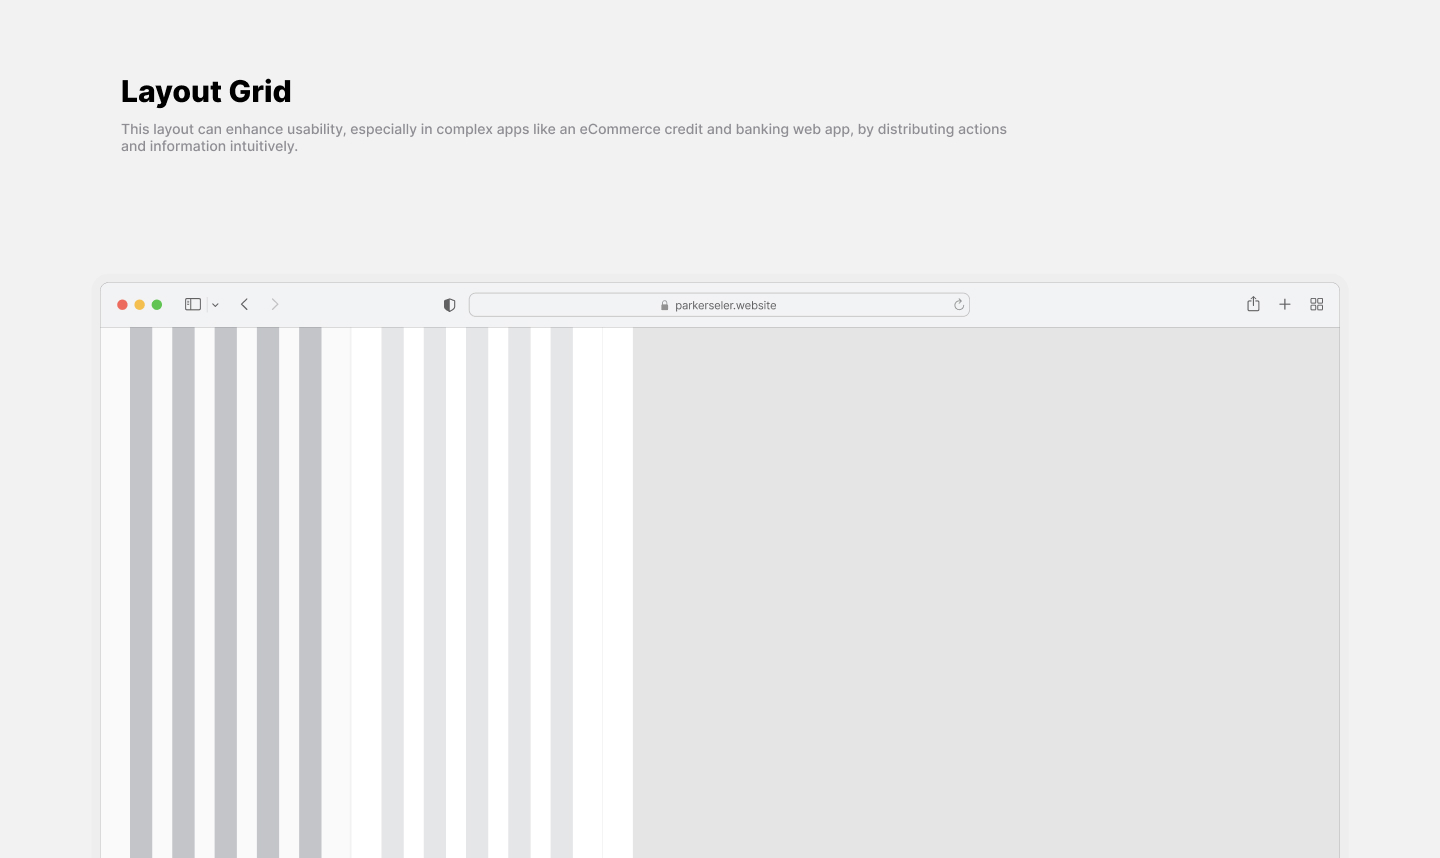 Layout Grid
This layout can enhance usability, especially in complex apps like an eCommerce credit and banking web app, by distributing actions
and information intuitively.
parkerseler.website